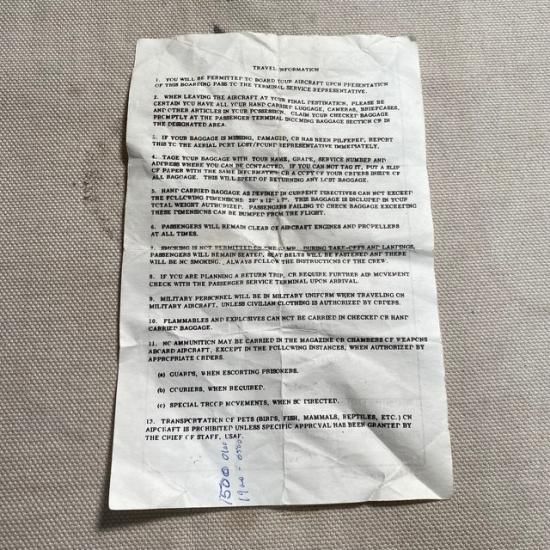 TRAVEL INFORMATION
1. YOU WILL BE PERMITTED TO BOARD YOUR AIRCRAFT UPON PRESENTATION
OF THIS BOARDING PASS TO THE TERMINAL SERVICE REPRESENTATIVE.
2. WHEN LEAVING THE AIRCRAFT AT YOUR FINAL DESTINATION, PLEASE BE
CERTAIN YOU HAVE ALL YOUR HAND CARRIED LUGGAGE, CAMERAS, BRIEFCASES,
AND OTHER ARTICLES IN YOUR POSSESSION. CLAIM YOUR CHECKED BAGGAGE
PROMPTLY AT THE PASSENGER TERMINAL INCOMING BAGGAGE SECTION OR IN
THE DESIGNATED AREA.
3. IF YOUR BAGGAGE IS MISSING, DAMAGED, OR HAS BEEN PILFERED, REPORT
THIS TO THE AERIAL PORT LOST/FOUND REPRESENTATIVE IMMEDIATELY.
4. TAGE YOUR BAGGAGE WITH YOUR NAME, GRADE, SERVICE NUMBER AND
ADDRESS WHERE YOU CAN BE CONTACTED. IF YOU CAN NOT TAG IT, PUT A SLIP
OF PAPER WITH THE SAME INFORMATION OR A COPY OF YOUR ORDERS INSIDE OF
ALL BAGGAGE. THIS WILL SPEED UP RETURNING ANY LOST BAGGAGE.
5. HAND CARRIED BAGGAGE AS DEFINED IN CURRENT DIRECTIVES CAN NOT EXCEED
THE FOLLOWING DIMENSIONS: 20" x 12" x 7". THIS BAGGAGE IS INCLUDED IN YOUR
TOTAL WEIGHT AUTHORIZED. PASSENGERS FAILING TO CHECK BAGGAGE EXCEEDING
THESE DIMENSIONS CAN BE BUMPED FROM THE FLIGHT.
6. PASSENGERS WILL REMAIN CLEAR OF AIRCRAFT ENGINES AND PROPELLERS
AT ALL TIMES.
7. SMOKING IS NOT PERMITTED ON THE RAMP. DURING TAKE-OFFS AND LANDINGS,
PASSENGERS WILL REMAIN SEATED, SEAT BELTS WILL BE FASTENED AND THERE
WILL BE NO SMOKING. ALWAYS FOLLOW THE INSTRUCTIONS OF THE CREW.
8. IF YOU ARE PLANNING A RETURN TRIP, OR REQUIRE FURTHER AIR MOVEMENT
CHECK WITH THE PASSENGER SERVICE TERMINAL UPON ARRIVAL.
9. MILITARY PERSONNEL WILL BE IN MILITARY UNIFORM WHEN TRAVELING ON
MILITARY AIRCRAFT, UNLESS CIVILIAN CLOTHING IS AUTHORIZED BY ORDERS.
10. FLAMMABLES AND EXPLOSIVES CAN NOT BE CARRIED IN CHECKED OR HAND
CARRIED BAGGAGE.
11. NO AMMUNITION MAY BE CARRIED IN THE MAGAZINE OR CHAMBERS OF WEAPONS
ABOARD AIRCRAFT, EXCEPT IN THE FOLLOWING INSTANCES, WHEN AUTHORIZED BY
APPROPRIATE ORDERS.
(a) GUARDS, WHEN ESCORTING PRISONERS.
(b) COURIERS, WHEN REQUIRED.
(c) SPECIAL TROOP MOVEMENTS, WHEN SO DIRECTED.
12. TRANSPORTATION OF PETS (BIRDS, FISH, MAMMALS, REPTILES, ETC.) ON
AIRCRAFT IS PROHIBITED UNLESS SPECIFIC APPROVAL HAS BEEN GRANTED BY
THE CHIEF OF STAFF, USAF.
1500
1900 - 0500